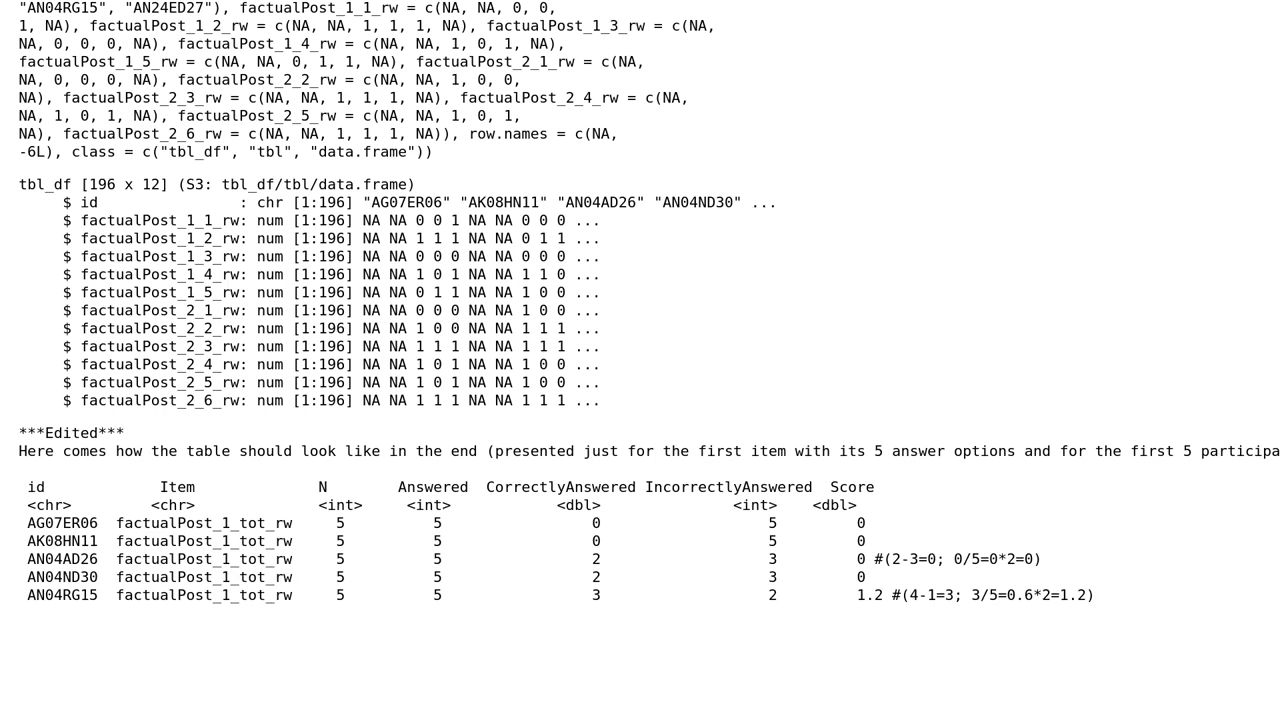 "AN04RG15", "AN24ED27"), factualPost_1_1_rw = c(NA, NA, 0, 0,
1, NA), factualPost_1_2_rw = c(NA, NA, 1, 1, 1, NA), factualPost_1_3_rw = c(NA,
NA, 0, 0, 0, NA), factualPost_1_4_rw = c(NA, NA, 1, 0, 1, NA),
factualPost_1_5_rw = c(NA, NA, 0, 1, 1, NA), factualPost_2_1_rw = c(NA,
NA, 0, 0, 0, NA), factualPost_2_2_rw = c(NA, NA, 1, 0, 0,
NA), factualPost_2_3_rw = c(NA, NA, 1, 1, 1, NA), factualPost_2_4_rw = c(NA,
NA, 1, 0, 1, NA), factualPost_2_5_rw = c(NA, NA, 1, 0, 1,
NA), factualPost_2_6_rw = c(NA, NA, 1, 1, 1, NA)), row.names = c(NA,
-6L), class = c("tbl_df", "tbl", "data.frame"))
tbl_df [196 x 12] (S3: tbl_df/tbl/data.frame)
$ id : chr [1:196] "AG07ER06" "AK08HN11" "AN04AD26" "AN04ND30" ...
$ factualPost_1_1_rw: num [1:196] NA NA 0 0 1 NA NA 0 0 0 ...
$ factualPost_1_2_rw: num [1:196] NA NA 1 1 1 NA NA 0 1 1 ...
$ factualPost_1_3_rw: num [1:196] NA NA 0 0 0 NA NA 0 0 0 ...
$ factualPost_1_4_rw: num [1:196] NA NA 1 0 1 NA NA 1 1 0 ...
$ factualPost_1_5_rw: num [1:196] NA NA 0 1 1 NA NA 1 0 0 ...
$ factualPost_2_1_rw: num [1:196] NA NA 0 0 0 NA NA 1 0 0 ...
$ factualPost_2_2_rw: num [1:196] NA NA 1 0 0 NA NA 1 1 1 ...
$ factualPost_2_3_rw: num [1:196] NA NA 1 1 1 NA NA 1 1 1 ...
$ factualPost_2_4_rw: num [1:196] NA NA 1 0 1 NA NA 1 0 0 ...
$ factualPost_2_5_rw: num [1:196] NA NA 1 0 1 NA NA 1 0 0 ...
$ factualPost_2_6_rw: num [1:196] NA NA 1 1 1 NA NA 1 1 1 ...
***Edited***
Here comes how the table should look like in the end (presented just for the first item with its 5 answer options and for the first 5 participa
id Item N Answered CorrectlyAnswered IncorrectlyAnswered Score
<chr> <chr> <int> <int> <dbl> <int> <dbl>
AG07ER06 factualPost_1_tot_rw 5 5 0 5 0
AK08HN11 factualPost_1_tot_rw 5 5 0 5 0
AN04AD26 factualPost_1_tot_rw 5 5 2 3 0 #(2-3=0; 0/5=0*2=0)
AN04ND30 factualPost_1_tot_rw 5 5 2 3 0
AN04RG15 factualPost_1_tot_rw 5 5 3 2 1.2 #(4-1=3; 3/5=0.6*2=1.2)